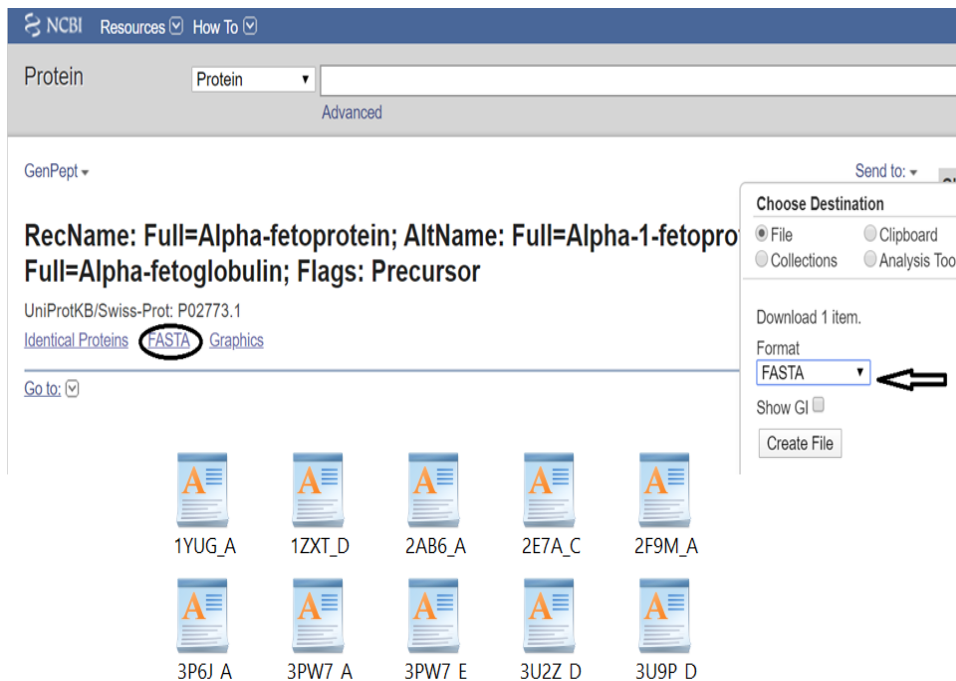 NCBI Resources How To
Protein Protein
Advanced
GenPept Send to:
Choose Destination
File Clipboard
Collections Analysis Too
RecName: Full=Alpha-fetoprotein; AltName: Full=Alpha-1-fetopro
Full=Alpha-fetoglobulin; Flags: Precursor
UniProtKB/Swiss-Prot: P02773.1
Identical Proteins FASTA Graphics
Download 1 item.
Format
FASTA
Show GI
Create File
Go to:
1YUG_A 1ZXT_D 2AB6_A 2E7A_C 2F9M_A
3P6J_A 3PW7_A 3PW7_E 3U2Z_D 3U9P_D